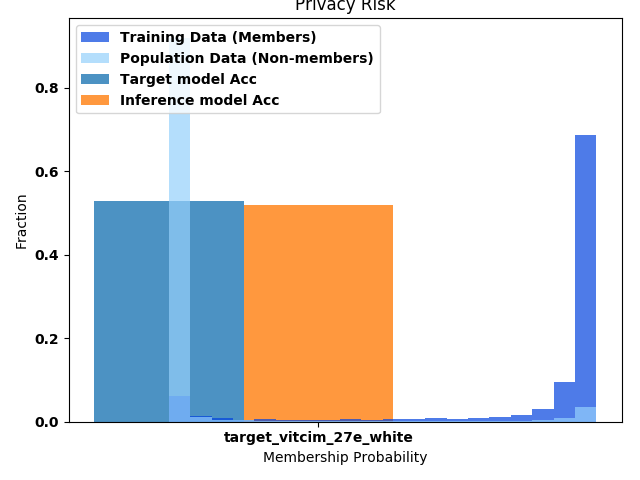 Privacy Risk
Training Data (Members)
Population Data (Non-members)
Target model Acc
Inference model Acc
0.8
0.6
0.4
0.2
0.0
Fraction
target_vitcim_27e_white
Membership Probability